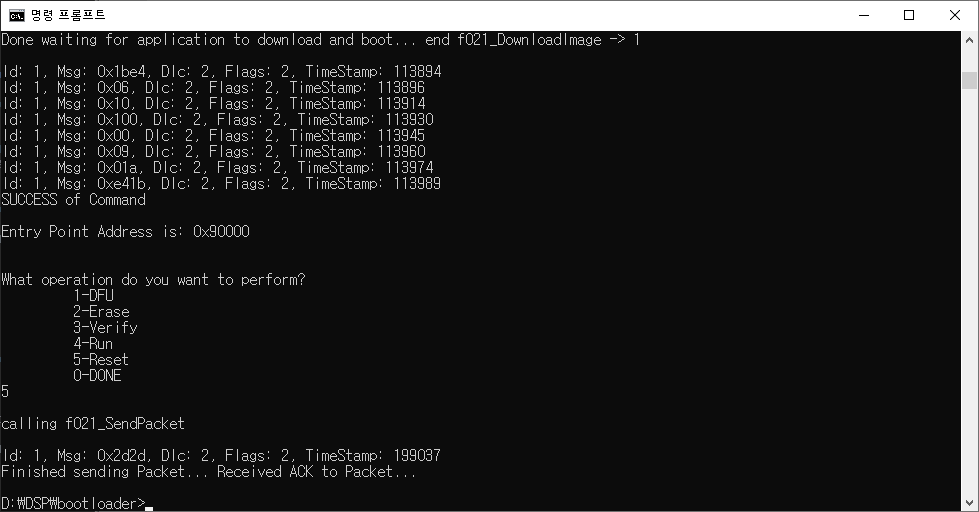 명령 프롬프트
Done waiting for application to download and boot... end f021_DownloadImage -> 1
Id: 1, Msg: 0x1be4, Dlc: 2, Flags: 2, TimeStamp: 113894
Id: 1, Msg: 0x06, Dlc: 2, Flags: 2, TimeStamp: 113896
Id: 1, Msg: 0x10, Dlc: 2, Flags: 2, TimeStamp: 113914
Id: 1, Msg: 0x100, Dlc: 2, Flags: 2, TimeStamp: 113930
Id: 1, Msg: 0x00, Dlc: 2, Flags: 2, TimeStamp: 113945
Id: 1, Msg: 0x09, Dlc: 2, Flags: 2, TimeStamp: 113960
Id: 1, Msg: 0x01a, Dlc: 2, Flags: 2, TimeStamp: 113974
Id: 1, Msg: 0xe41b, Dlc: 2, Flags: 2, TimeStamp: 113989
SUCCESS of Command
Entry Point Address is: 0x90000
What operation do you want to perform?
1-DFU
2-Erase
3-Verify
4-Run
5-Reset
0-DONE
5
calling f021_SendPacket
Id: 1, Msg: 0x2d2d, Dlc: 2, Flags: 2, TimeStamp: 199037
Finished sending Packet... Received ACK to Packet...
D:₩DSP₩bootloader>